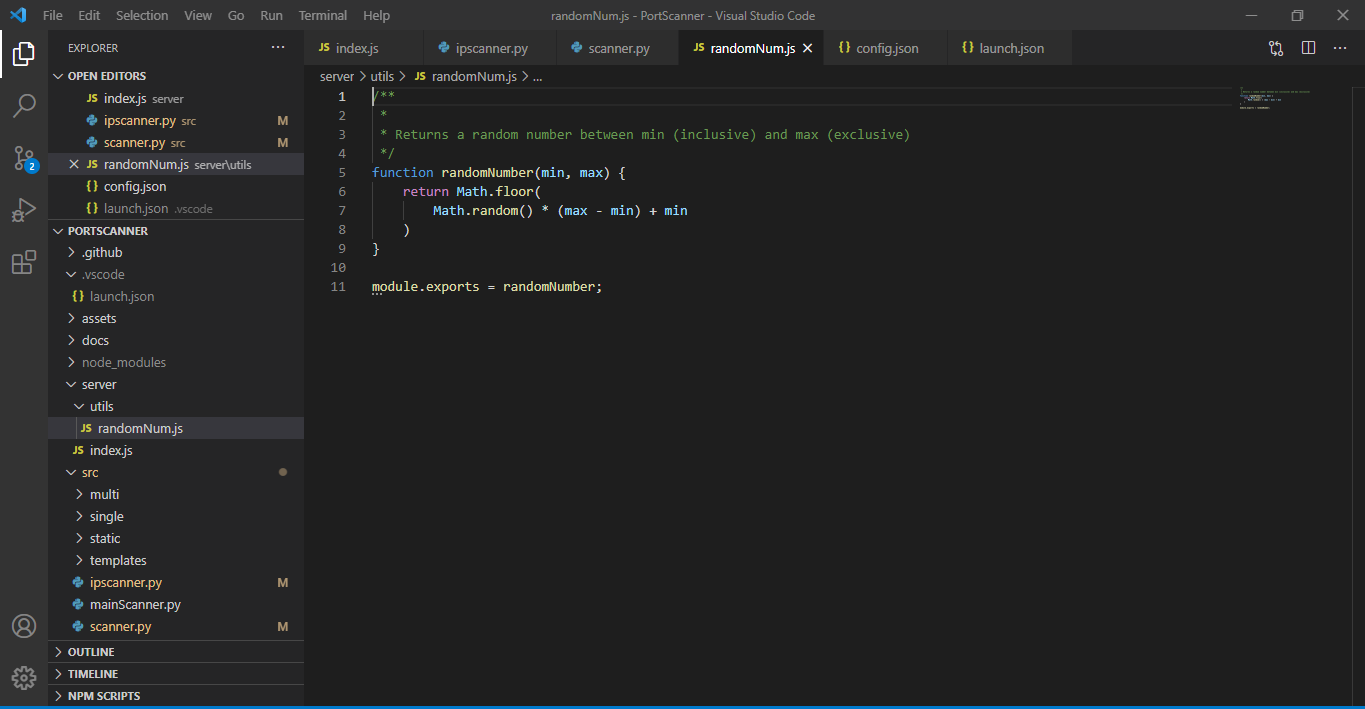 File Edit Selection View Go Run Terminal Help randomNum.js - PortScanner - Visual Studio Code
EXPLORER
JS index.js ipscanner.py scanner.py JS randomNum.js {} config.json {} launch.json
OPEN EDITORS
JS index.js server
ipscanner.py src M
scanner.py src M
JS randomNum.js server\utils
{} config.json
{} launch.json .vscode
PORTSCANNER
.github
.vscode
{} launch.json
assets
docs
node_modules
server
utils
JS randomNum.js
JS index.js
src
multi
single
static
templates
ipscanner.py M
mainScanner.py
scanner.py M
OUTLINE
TIMELINE
NPM SCRIPTS
2
server > utils > JS randomNum.js > ...
1 /**
2 *
3 * Returns a random number between min (inclusive) and max (exclusive)
4 */
5 function randomNumber(min, max) {
6 return Math.floor(
7 Math.random() * (max - min) + min
8 )
9 }
10
11 module.exports = randomNumber;